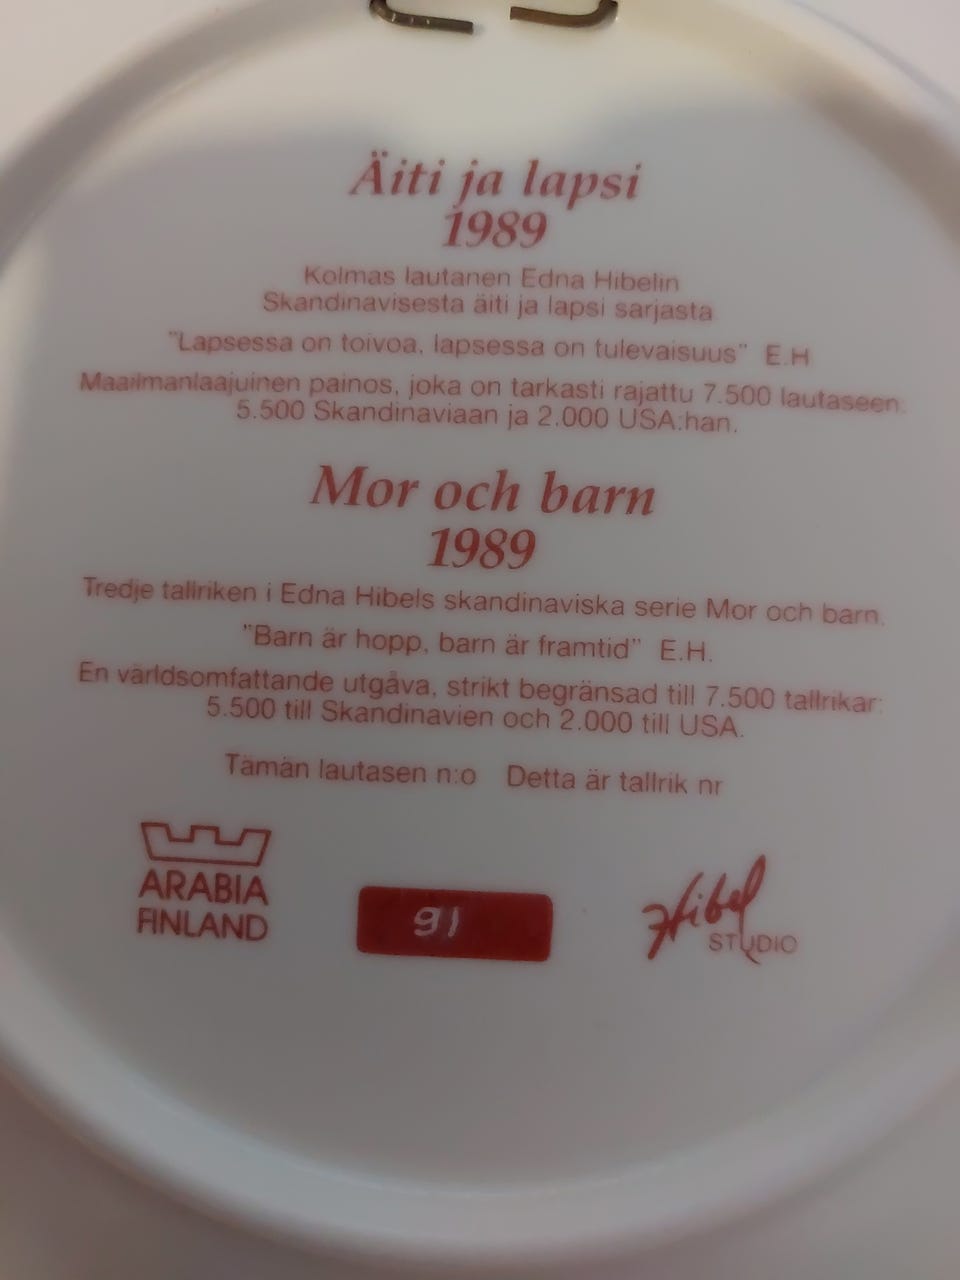 Äiti ja lapsi
1989
Kolmas lautanen Edna Hibelin
Skandinavisesta äiti ja lapsi sarjasta.
"Lapsessa on toivoa, lapsessa on tulevaisuus" E.H
Maailmanlaajuinen painos, joka on tarkasti rajattu 7.500 lautaseen:
5.500 Skandinaviaan ja 2.000 USA:han.
Mor och barn
1989
Tredje tallriken i Edna Hibels skandinaviska serie Mor och barn.
"Barn är hopp, barn är framtid" E.H.
En världsomfattande utgåva, strikt begränsad till 7.500 tallrikar:
5.500 till Skandinavien och 2.000 till USA.
Tämän lautasen n:o Detta är tallrik nr
ARABIA
FINLAND
91
Hibel
STUDIO